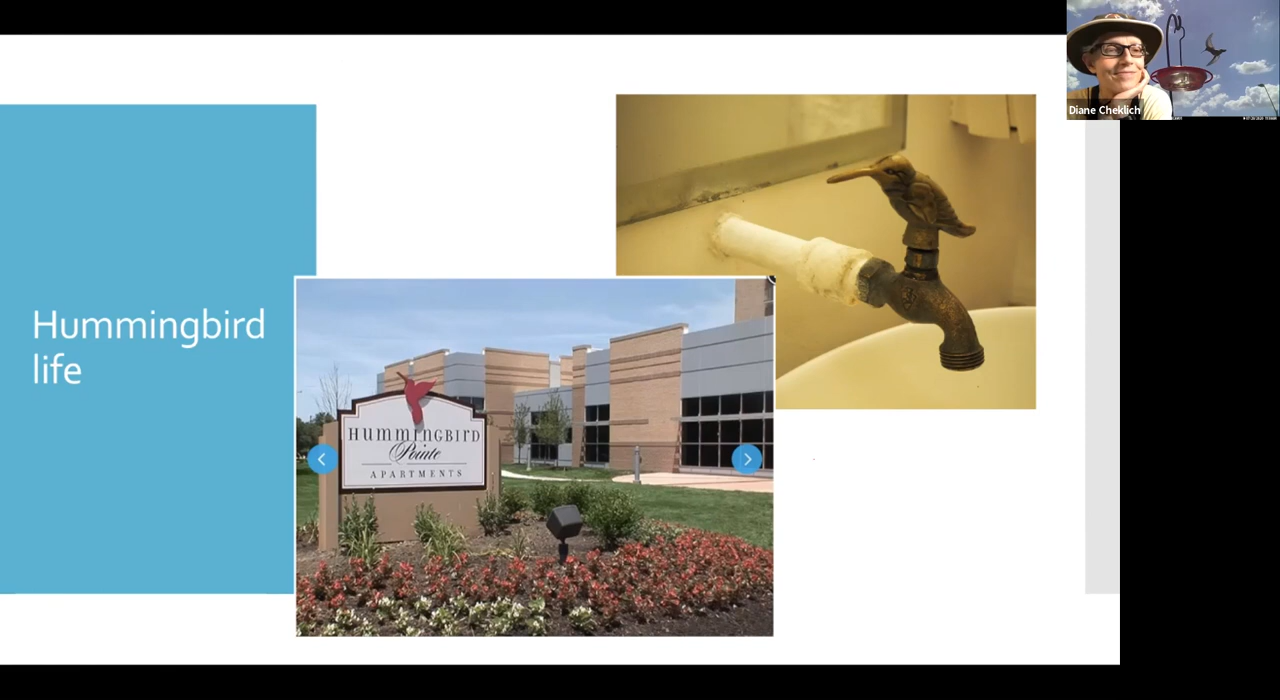 Diane Cheklich
Hummingbird
life
HUMMINGBIRD
Pointe
APARTMENTS